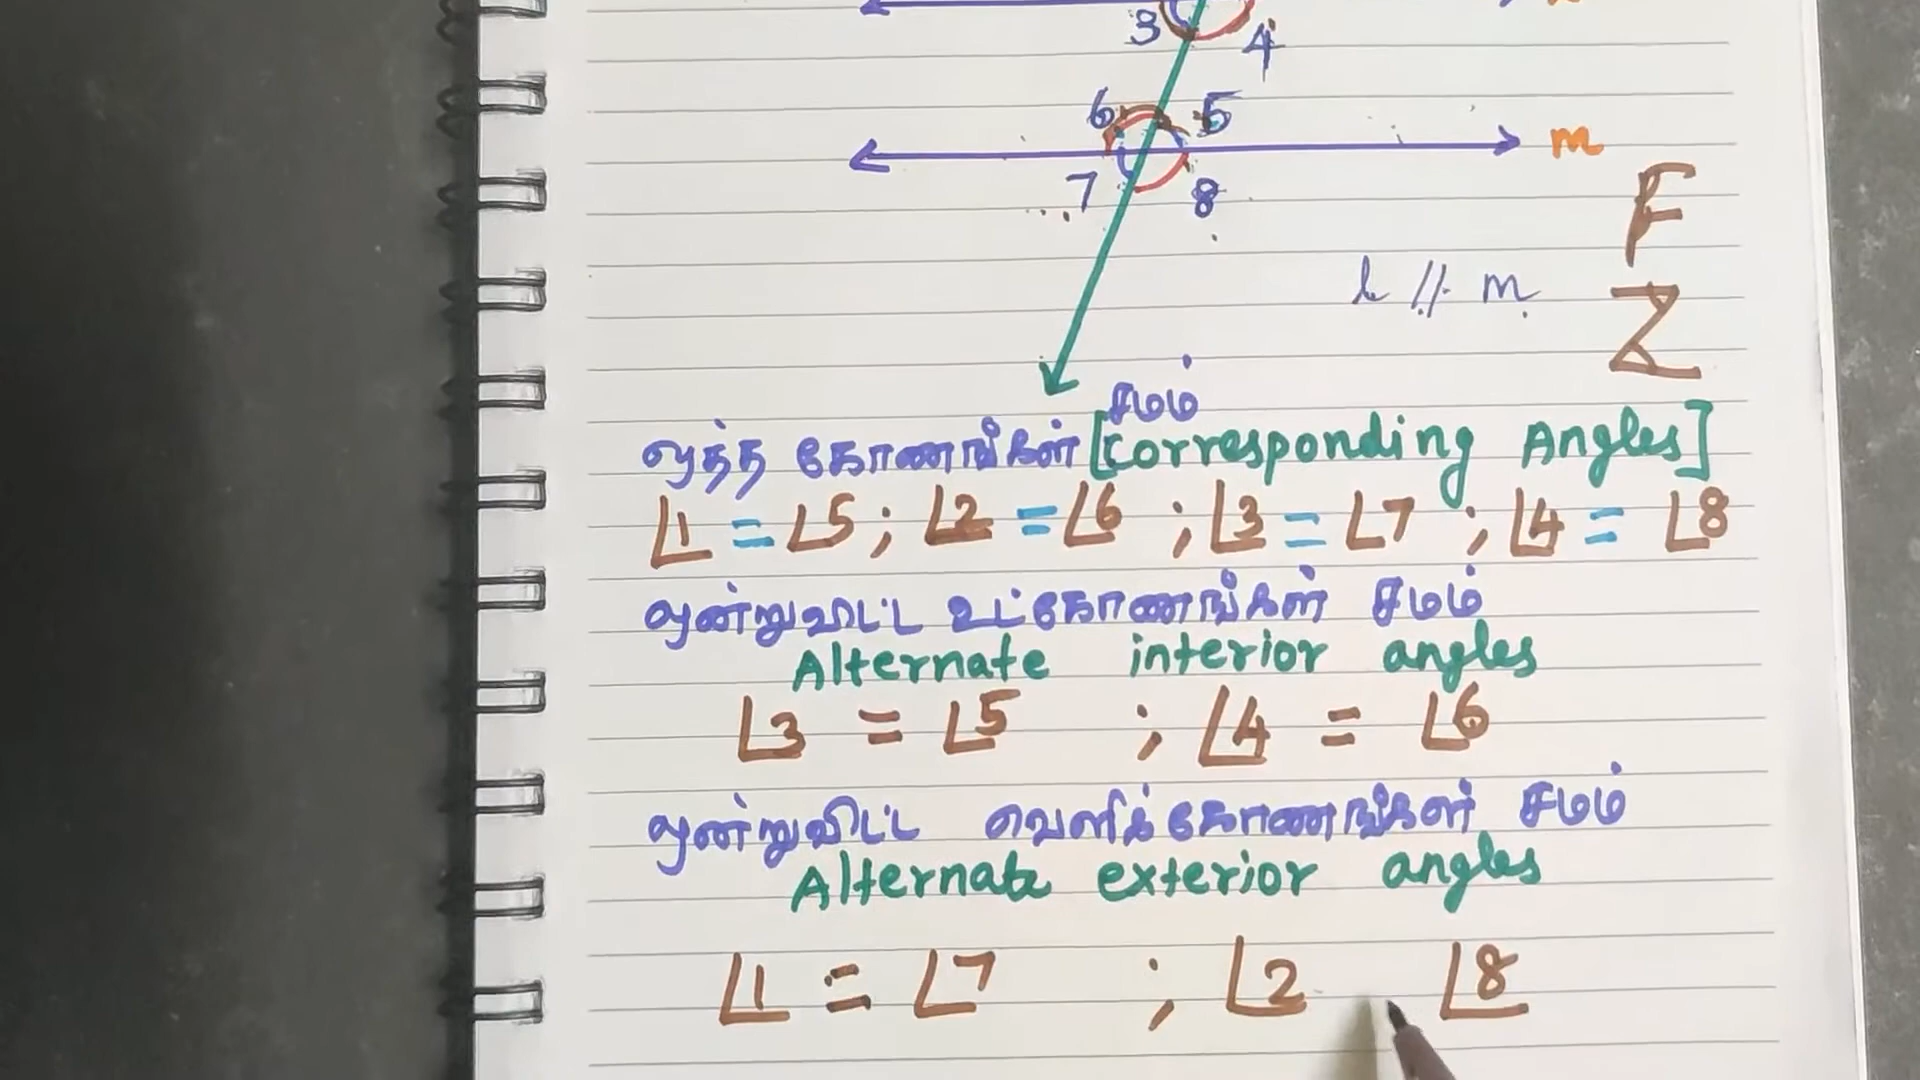 3 4
6 5
m
7 8
F
l // m
Z
சமம்
ஒத்த கோணங்கள் [Corresponding Angles]
∠1 = ∠5 ; ∠2 = ∠6 ; ∠3 = ∠7 ; ∠4 = ∠8
ஒன்றுவிட்ட உட்கோணங்கள் சமம்
Alternate interior angles
∠3 = ∠5 ; ∠4 = ∠6
ஒன்றுவிட்ட வெளிக்கோணங்கள் சமம்
Alternate exterior angles
∠1 = ∠7 ; ∠2 ∠8